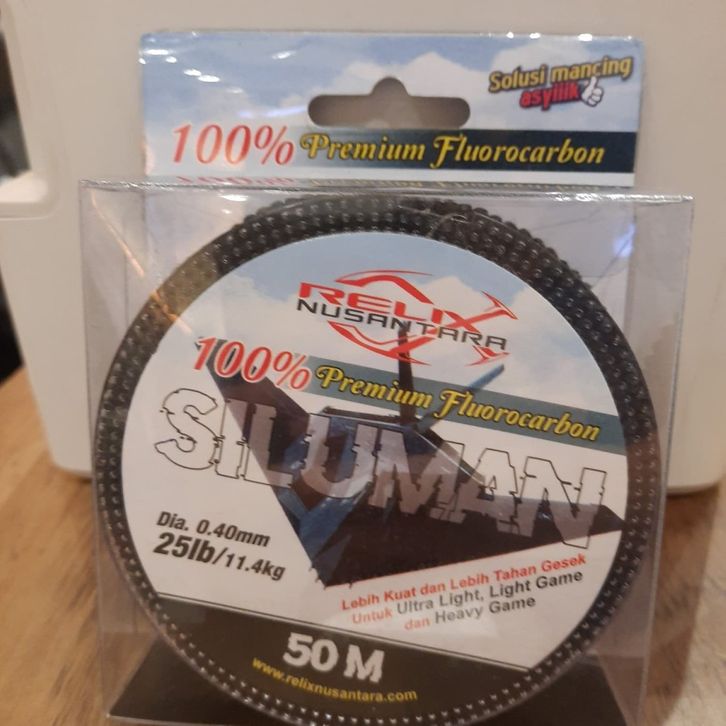 Solusi mancing
asyiiik
100% Premium Fluorocarbon
RELIX
NUSANTARA
100% Premium Fluorocarbon
SILUMAN
Dia. 0.40mm
25lb/11.4kg
Lebih Kuat dan Lebih Tahan Gesek
Untuk Ultra Light, Light Game
dan Heavy Game
50 M
www.relixnusantara.com